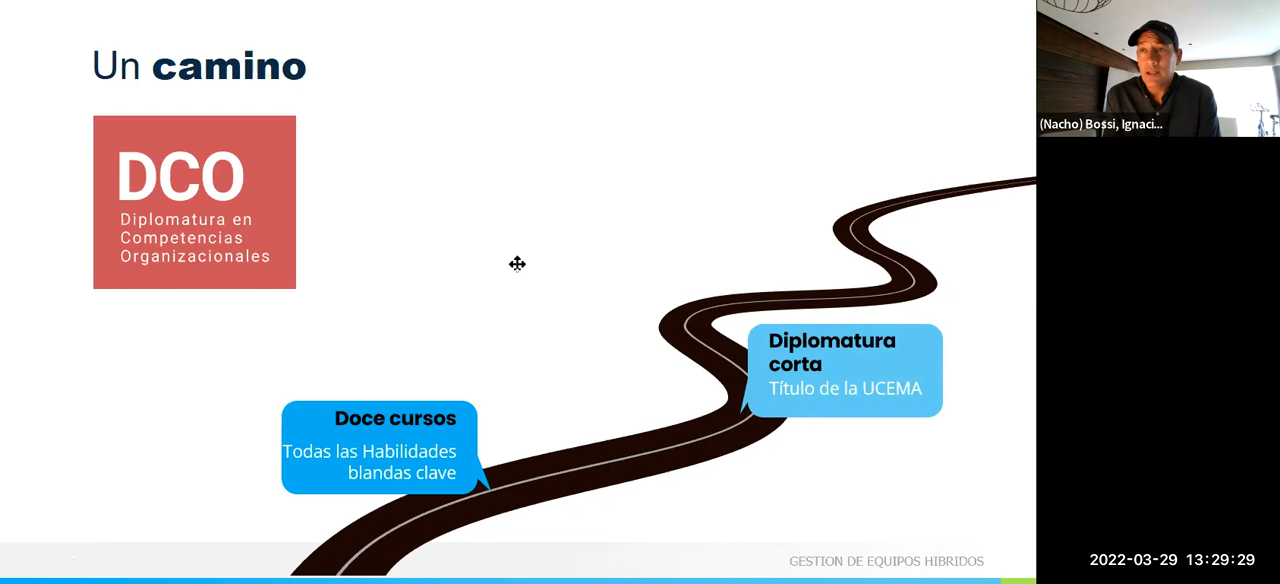 Un camino
DCO
Diplomatura en
Competencias
Organizacionales
Diplomatura
corta
Título de la UCEMA
Doce cursos
Todas las Habilidades
blandas clave
GESTION DE EQUIPOS HIBRIDOS
(Nacho) Bossi, Ignaci...
2022-03-29 13:29:29